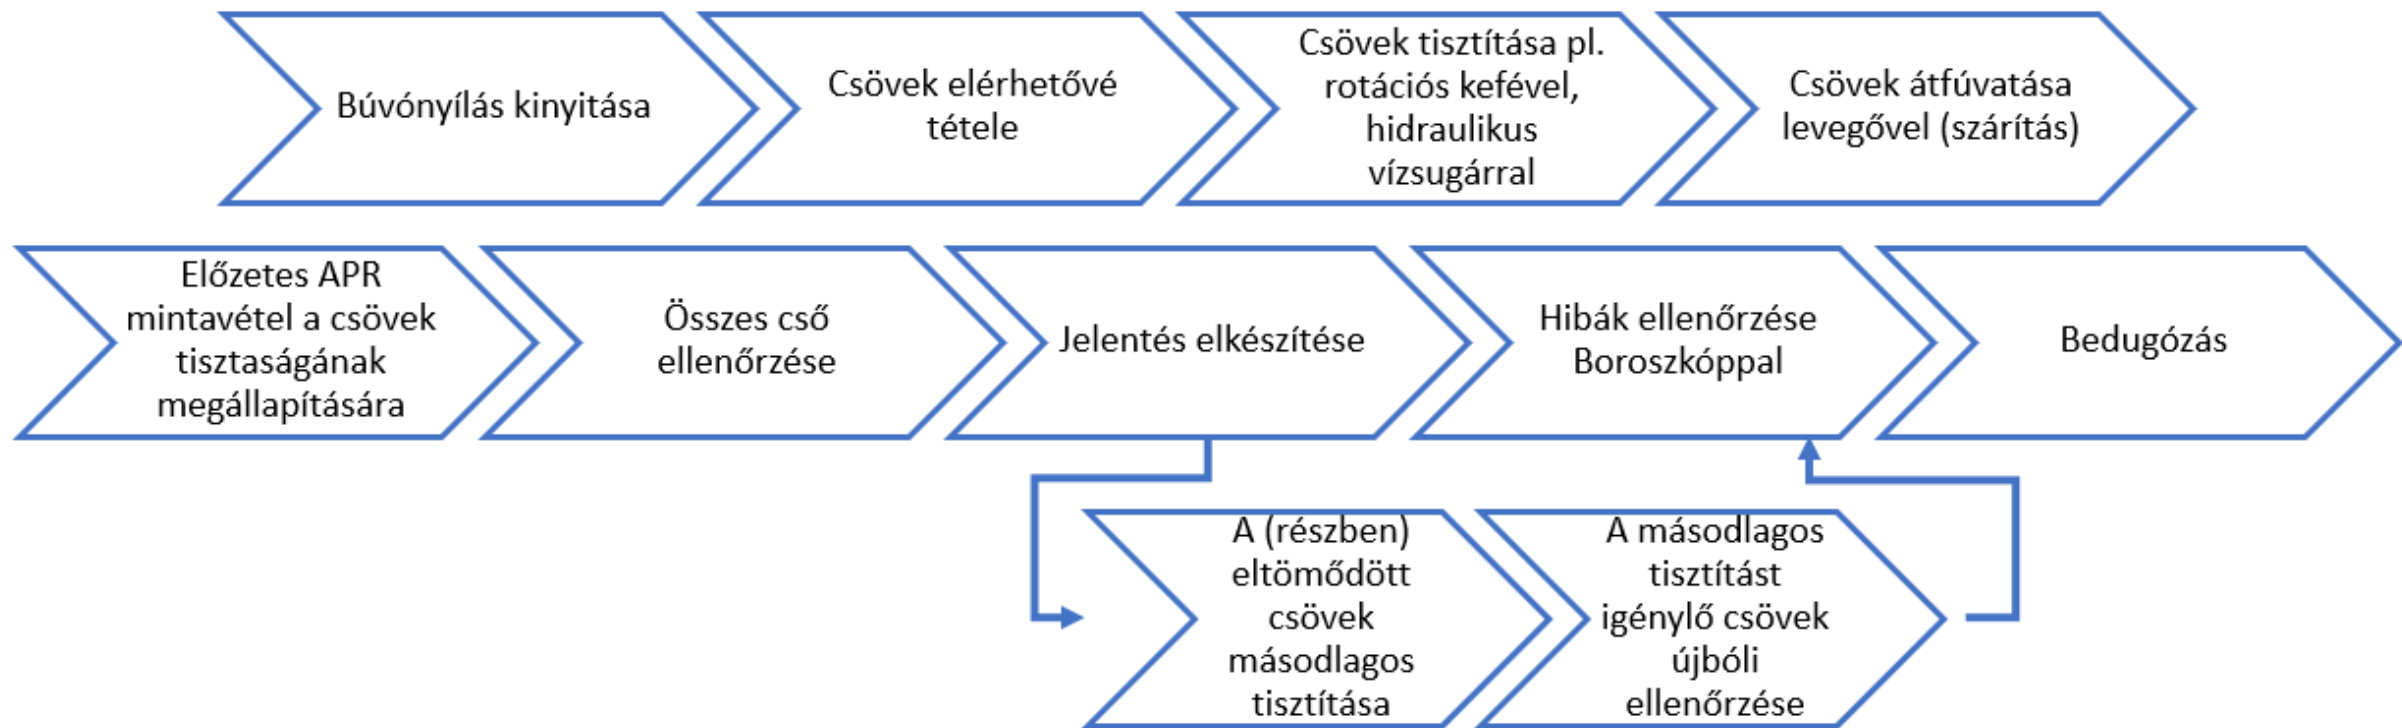 Búvónyílás kinyitása
Csövek elérhetővé
tétele
Csövek tisztítása pl.
rotációs kefével,
hidraulikus
vízsugárral
Csövek átfúvatása
levegővel (szárítás)
Előzetes APR
mintavétel a csövek
tisztaságának
megállapítására
Összes cső
ellenőrzése
Jelentés elkészítése
Hibák ellenőrzése
Boroszkóppal
Bedugózás
A (részben)
eltömődött
csövek
másodlagos
tisztítása
A másodlagos
tisztítást
igénylő csövek
újbóli
ellenőrzése